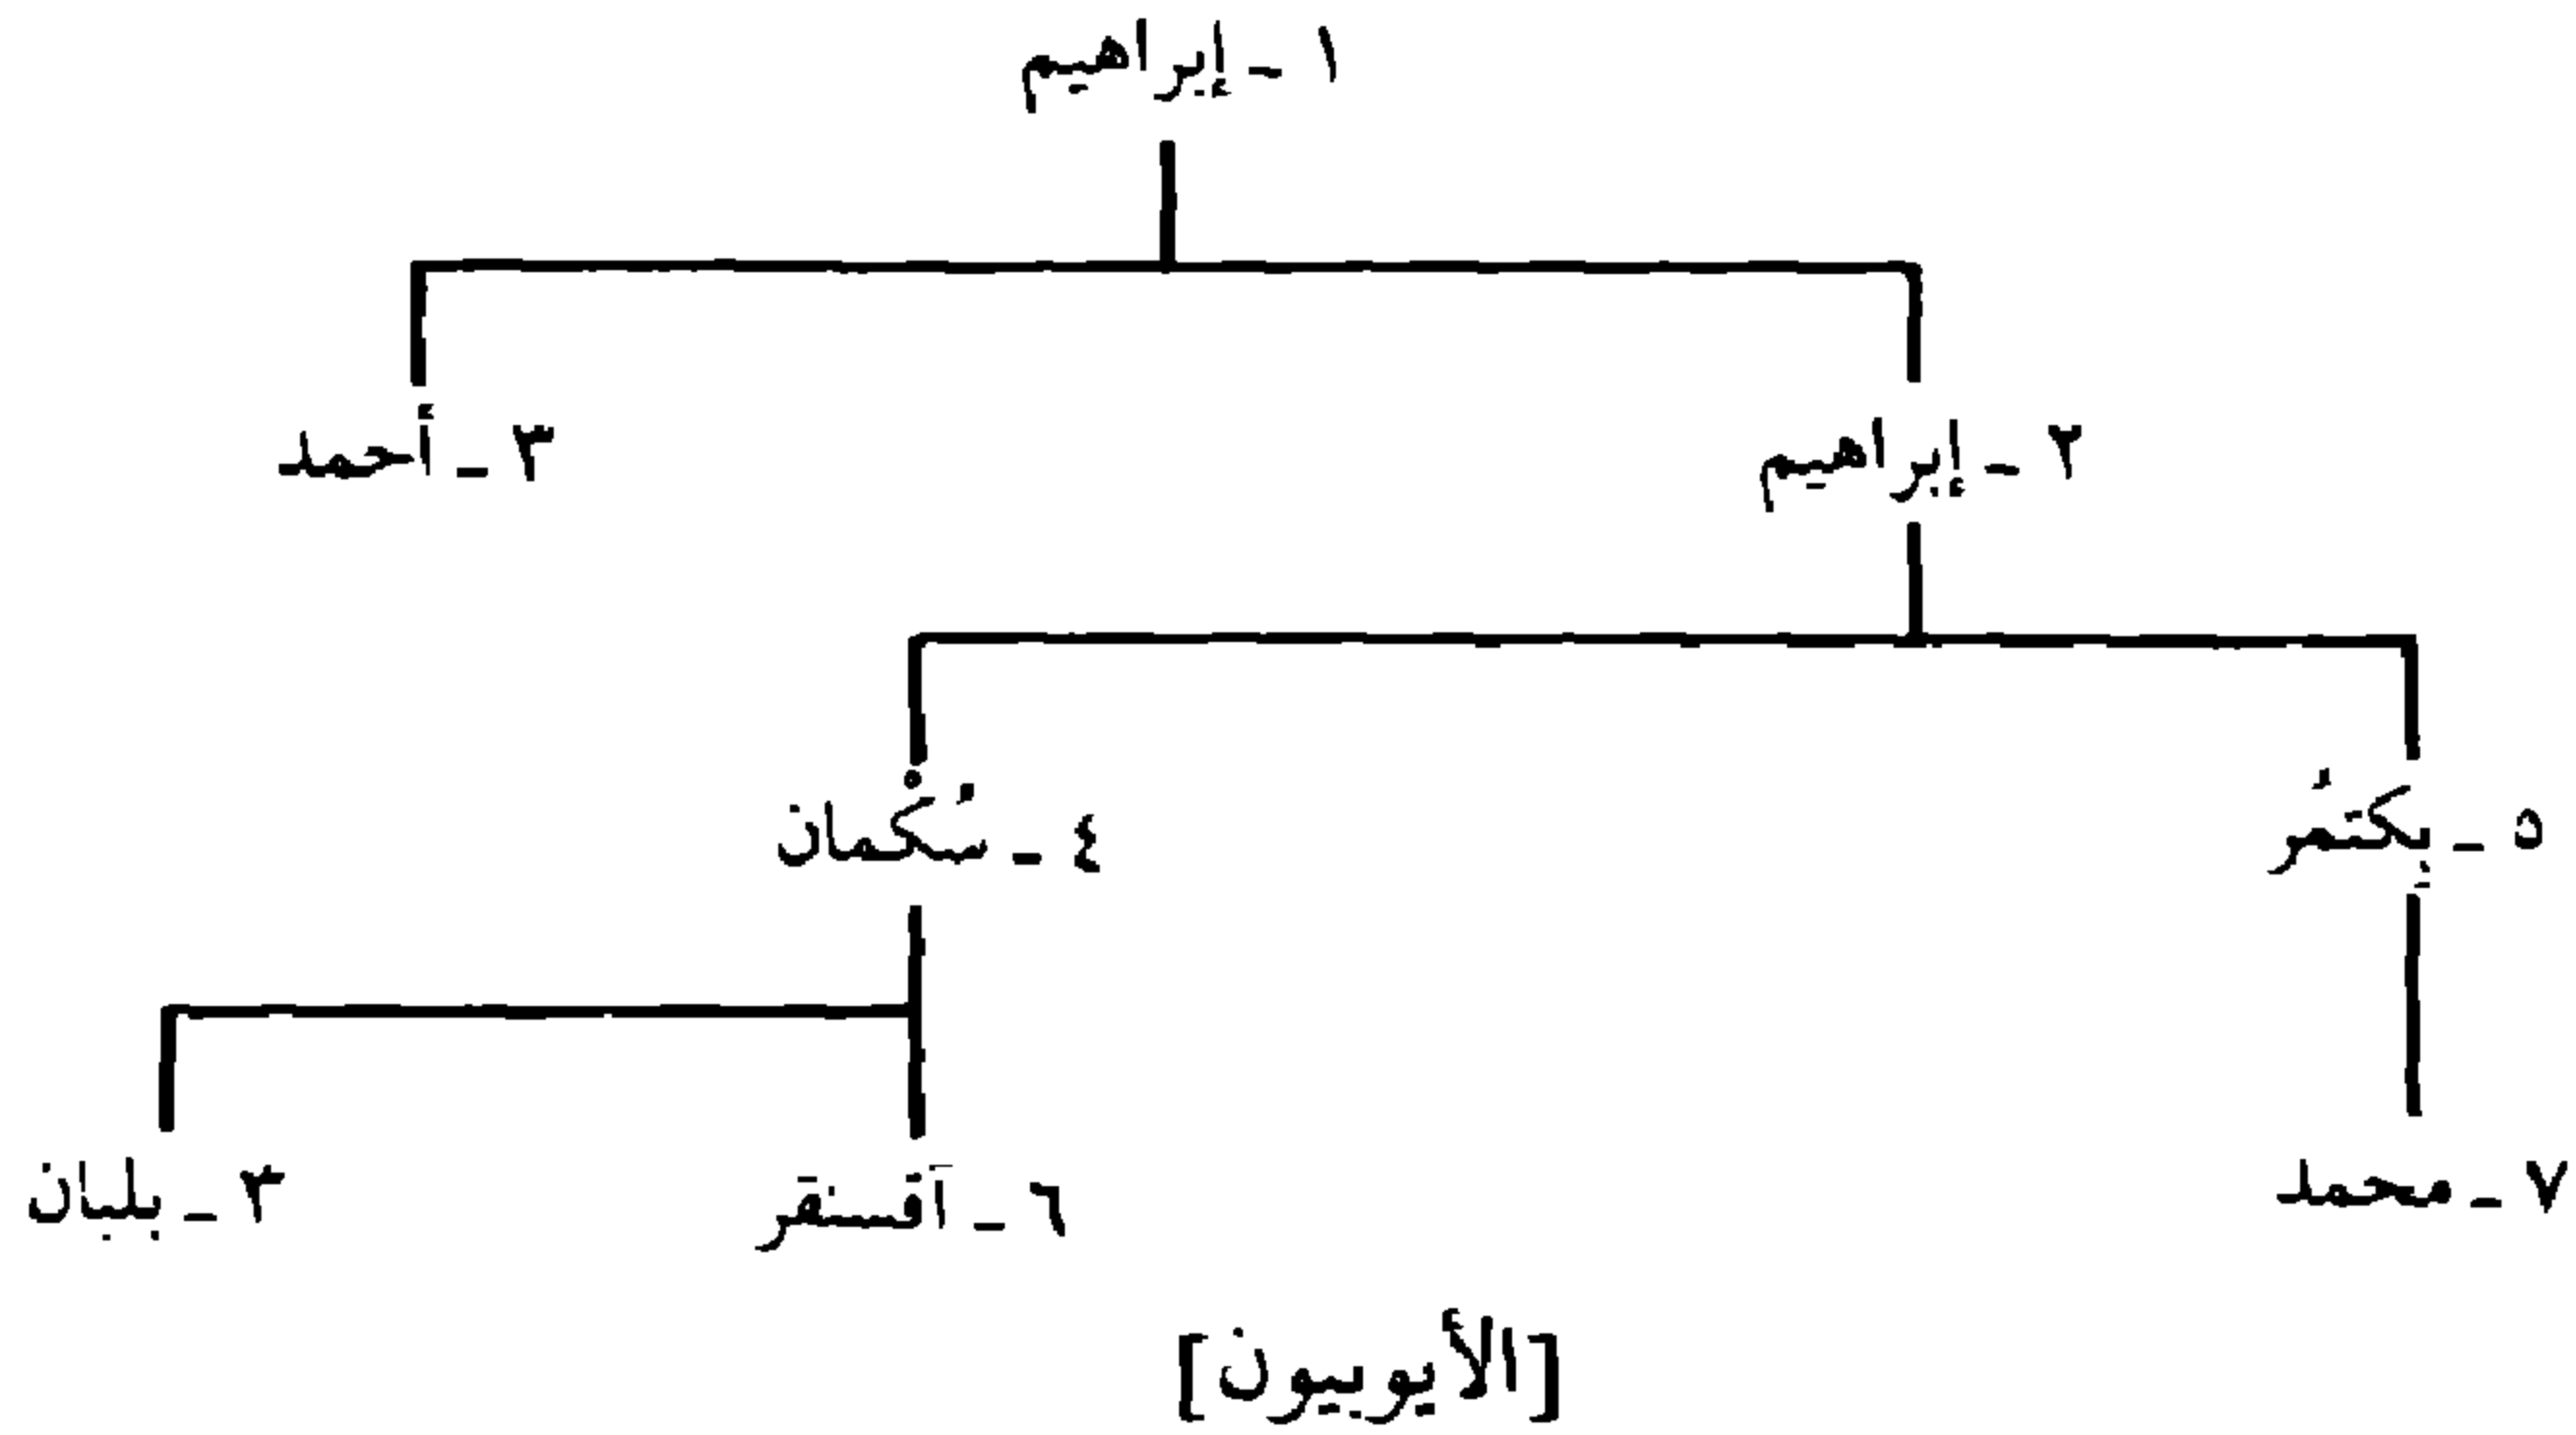 ١ ـ إبراهيم
٢ ـ إبراهيم
٣ ـ أحمد
٥ ـ بِكتمُر
٤ ـ سُكْمان
٧ ـ محمد
٦ ـ آقسنقر
٣ ـ بلبان
[الأيوبيون]